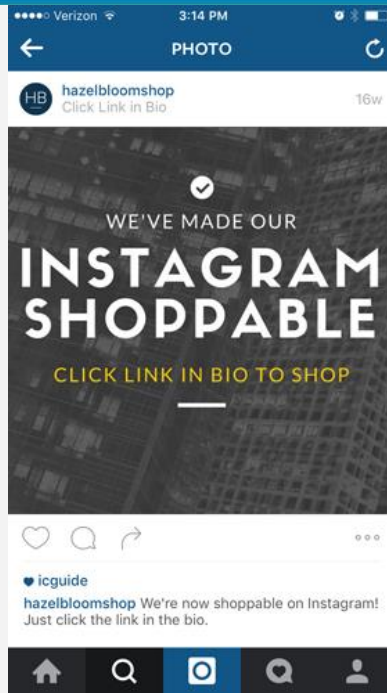 Verizon 3:14 PM
PHOTO
HB hazelbloomshop 16w
Click Link in Bio
WE'VE MADE OUR
INSTAGRAM
SHOPPABLE
CLICK LINK IN BIO TO SHOP
icguide
hazelbloomshop We're now shoppable on Instagram!
Just click the link in the bio.